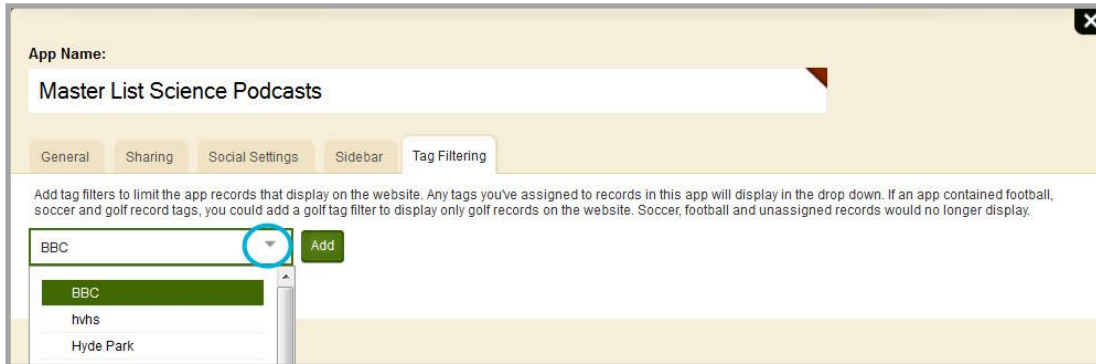 App Name:
Master List Science Podcasts
General Sharing Social Settings Sidebar Tag Filtering
Add tag filters to limit the app records that display on the website. Any tags you've assigned to records in this app will display in the drop down. If an app contained football,
soccer and golf record tags, you could add a golf tag filter to display only golf records on the website. Soccer, football and unassigned records would no longer display.
BBC Add
BBC
hvhs
Hyde Park